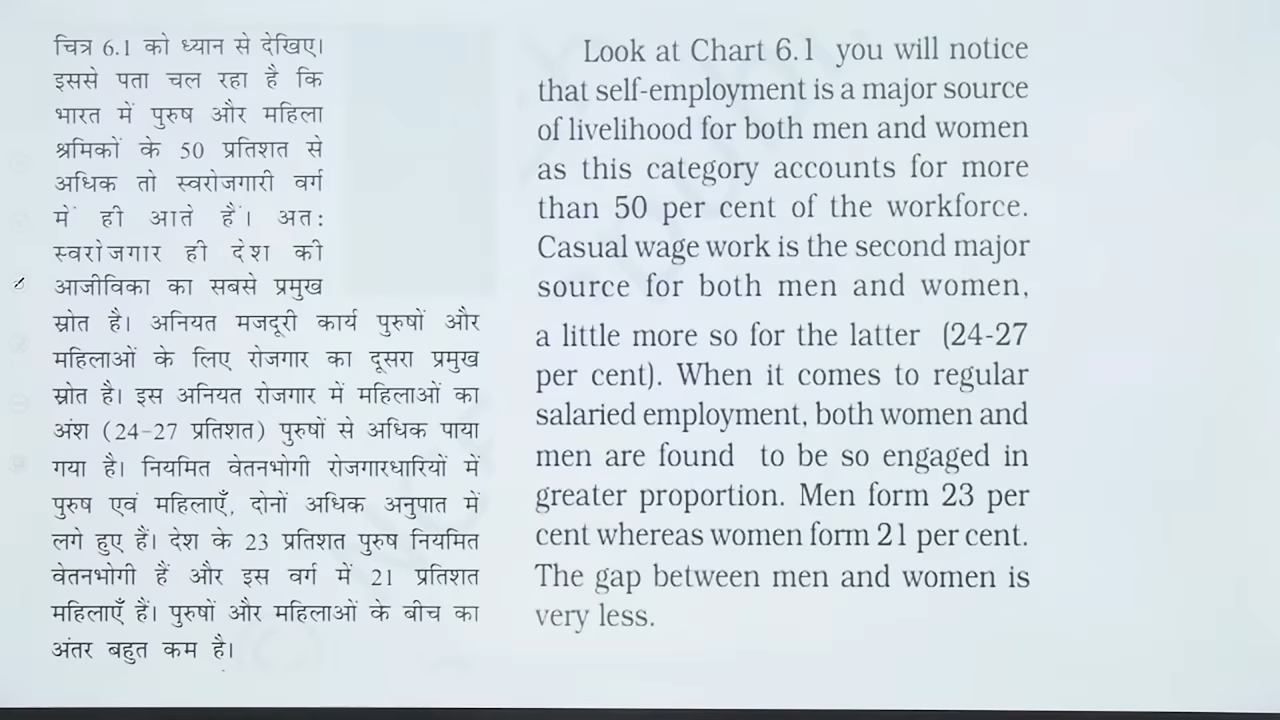 चित्र 6.1 को ध्यान से देखिए।
इससे पता चल रहा है कि
भारत में पुरुष और महिला
श्रमिकों के 50 प्रतिशत से
अधिक तो स्वरोजगारी वर्ग
में ही आते हैं। अत:
स्वरोजगार ही देश की
आजीविका का सबसे प्रमुख
स्रोत है। अनियत मजदूरी कार्य पुरुषों और
महिलाओं के लिए रोजगार का दूसरा प्रमुख
स्रोत है। इस अनियत रोजगार में महिलाओं का
अंश (24-27 प्रतिशत) पुरुषों से अधिक पाया
गया है। नियमित वेतनभोगी रोजगारधारियों में
पुरुष एवं महिलाएँ, दोनों अधिक अनुपात में
लगे हुए हैं। देश के 23 प्रतिशत पुरुष नियमित
वेतनभोगी हैं और इस वर्ग में 21 प्रतिशत
महिलाएँ हैं। पुरुषों और महिलाओं के बीच का
अंतर बहुत कम है।
Look at Chart 6.1 you will notice
that self-employment is a major source
of livelihood for both men and women
as this category accounts for more
than 50 per cent of the workforce.
Casual wage work is the second major
source for both men and women,
a little more so for the latter (24-27
per cent). When it comes to regular
salaried employment, both women and
men are found to be so engaged in
greater proportion. Men form 23 per
cent whereas women form 21 per cent.
The gap between men and women is
very less.